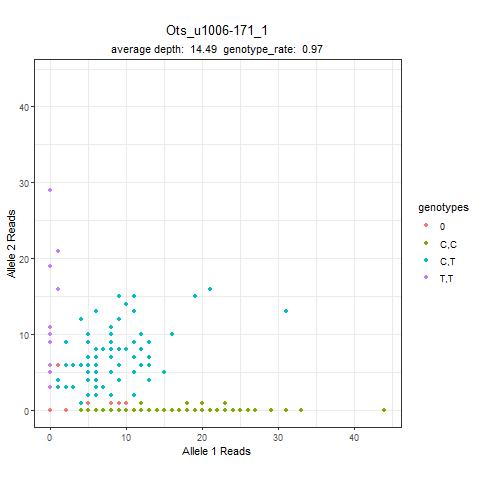 Ots_u1006-171_1
average depth: 14.49 genotype_rate: 0.97
Allele 2 Reads
40
30
20
10
0
0 10 20 30 40
Allele 1 Reads
genotypes
0
C,C
C,T
T,T